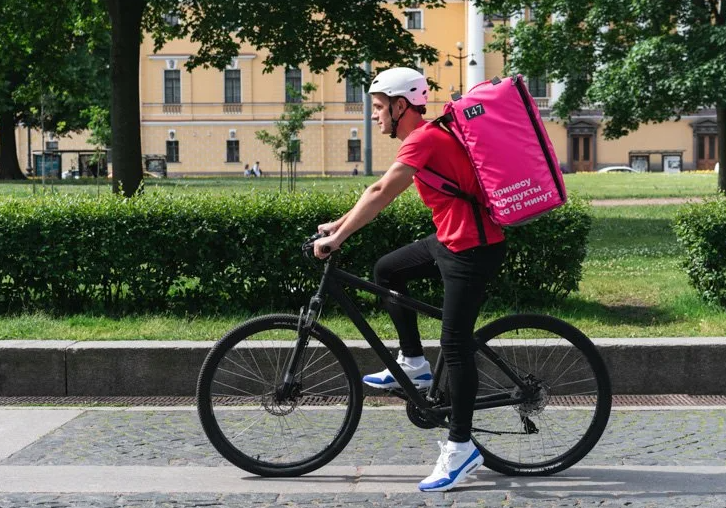 147
принесу
продукты
за 15 минут